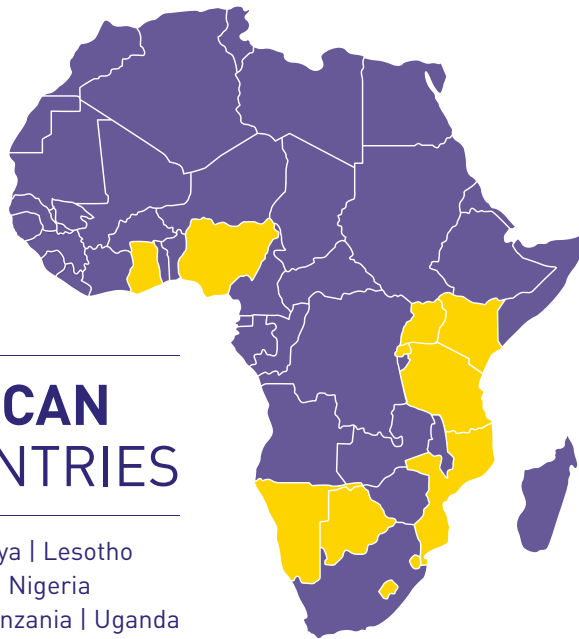 CAN
NTRIES
ya | Lesotho
Nigeria
nzania | Uganda